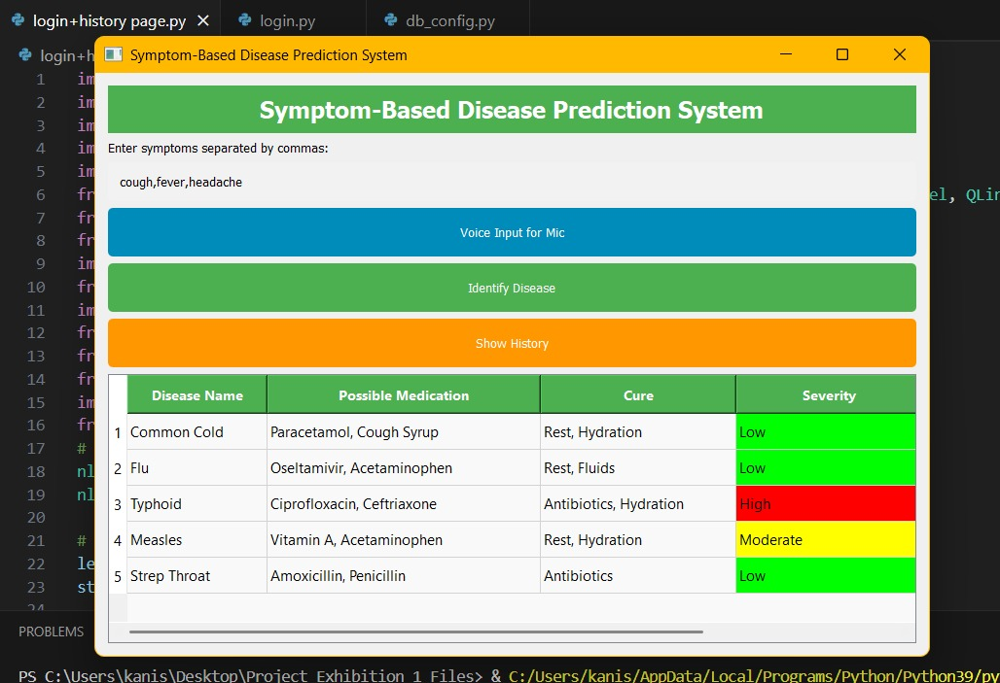 login+history page.py login.py db_config.py
login+h
Symptom-Based Disease Prediction System
Symptom-Based Disease Prediction System
Enter symptoms separated by commas:
cough,fever,headache
Voice Input for Mic
Identify Disease
Show History
Disease Name Possible Medication Cure Severity
1 Common Cold Paracetamol, Cough Syrup Rest, Hydration Low
2 Flu Oseltamivir, Acetaminophen Rest, Fluids Low
3 Typhoid Ciprofloxacin, Ceftriaxone Antibiotics, Hydration High
4 Measles Vitamin A, Acetaminophen Rest, Hydration Moderate
5 Strep Throat Amoxicillin, Penicillin Antibiotics Low
1 im
2 im
3 im
4 im
5 im
6 fr el, QLin
7 fr
8 fr
9 im
10 fr
11 im
12 fr
13 fr
14 fr
15 im
16 fr
17 #
18 nl
19 nl
20
21 #
22 le
23 st
24
PROBLEMS
PS C:\Users\kanis\Desktop\Project Exhibition 1 Files> & C:/Users/kanis/AppData/Local/Programs/Python/Python39/py